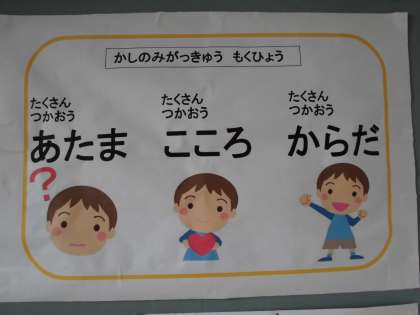 かしのみがっきゅう もくひょう
たくさん
つかおう
あたま
たくさん
つかおう
こころ
たくさん
つかおう
からだ
?